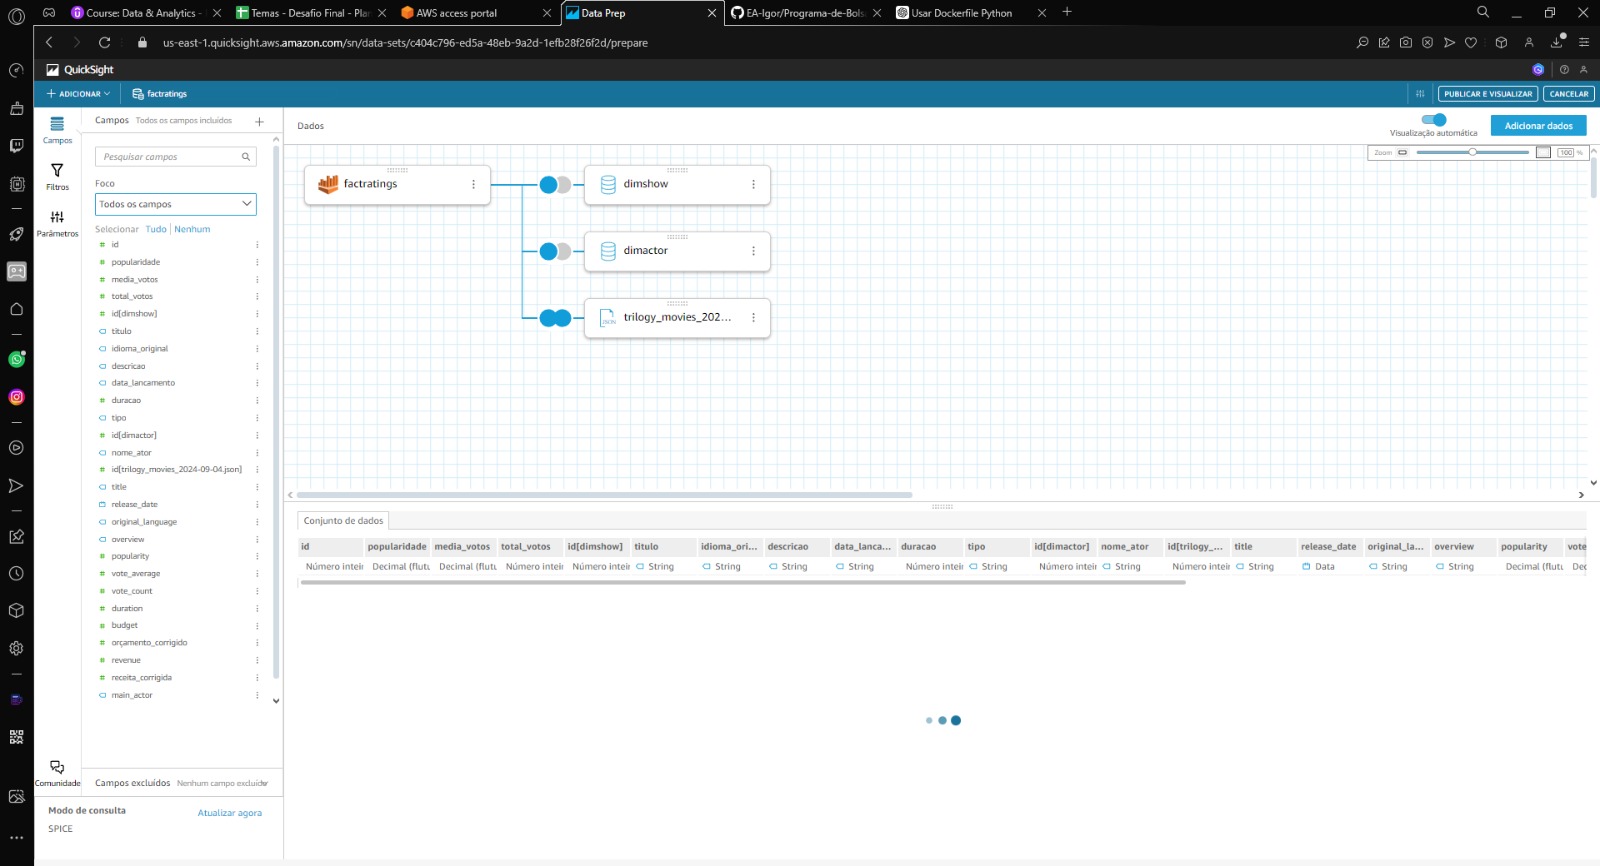 Course: Data & Analytics -
Temas - Desafio Final - Plan
AWS access portal
Data Prep
EA-Igor/Programa-de-Bols
Usar Dockerfile Python
us-east-1.quicksight.aws.amazon.com/sn/data-sets/c404c796-ed5a-48eb-9a2d-1efb28f26f2d/prepare
QuickSight
ADICIONAR
factratings
PUBLICAR E VISUALIZAR
CANCELAR
Campos
Filtros
Parâmetros
Comunidade
Campos Todos os campos incluídos
Pesquisar campos
Foco
Todos os campos
Selecionar Tudo | Nenhum
id
popularidade
media_votos
total_votos
id[dimshow]
titulo
idioma_original
descricao
data_lancamento
duracao
tipo
id[dimactor]
nome_ator
id[trilogy_movies_2024-09-04.json]
title
release_date
original_language
overview
popularity
vote_average
vote_count
duration
budget
orçamento_corrigido
revenue
receita_corrigida
main_actor
Campos excluídos Nenhum campo excluído
Modo de consulta
Atualizar agora
SPICE
Dados
Visualização automática
Adicionar dados
Zoom
100 %
factratings
dimshow
dimactor
JSON
trilogy_movies_202...
Conjunto de dados
id popularidade media_votos total_votos id[dimshow] titulo idioma_ori... descricao data_lanca... duracao tipo id[dimactor] nome_ator id[trilogy_... title release_date original_la... overview popularity vote
Número inteir Decimal (flutu Decimal (flutu Número inteir Número inteir String String String String Número inteir String Número inteir String Número inteir String Data String String Decimal (flutu Dec